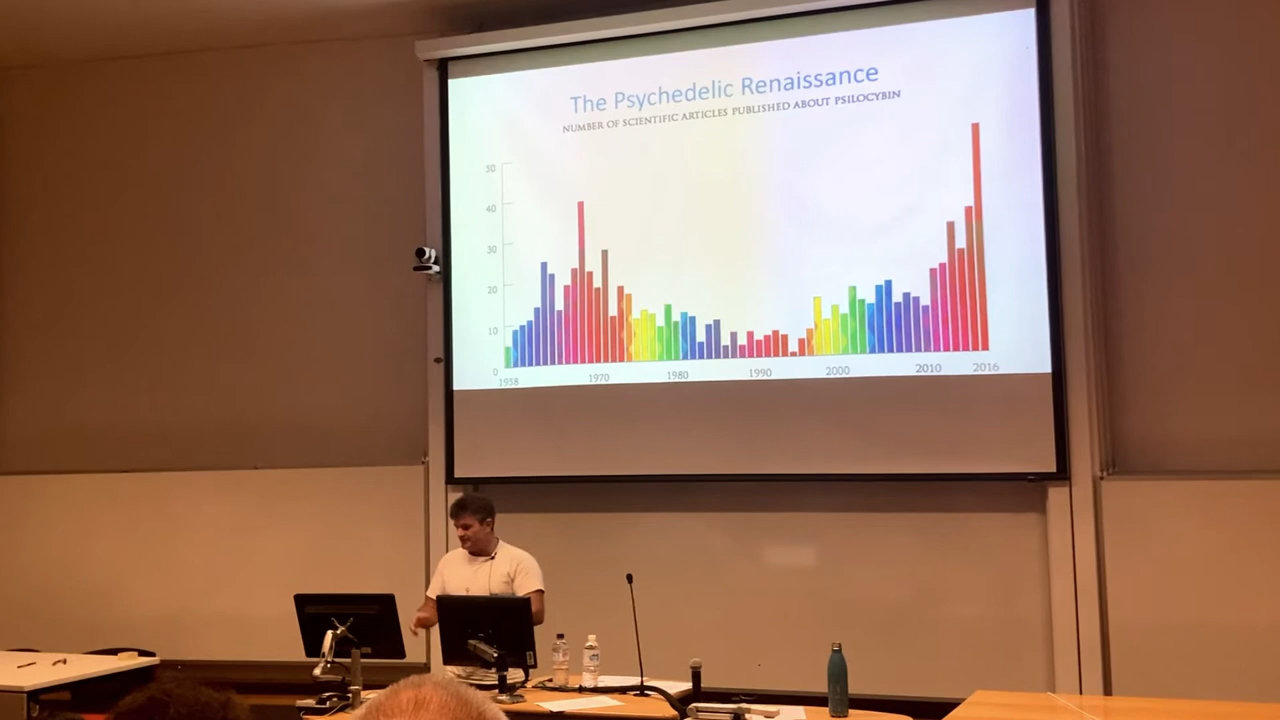 The Psychedelic Renaissance
NUMBER OF SCIENTIFIC ARTICLES PUBLISHED ABOUT PSILOCYBIN
50
40
30
20
10
0
1958 1970 1980 1990 2000 2010 2016